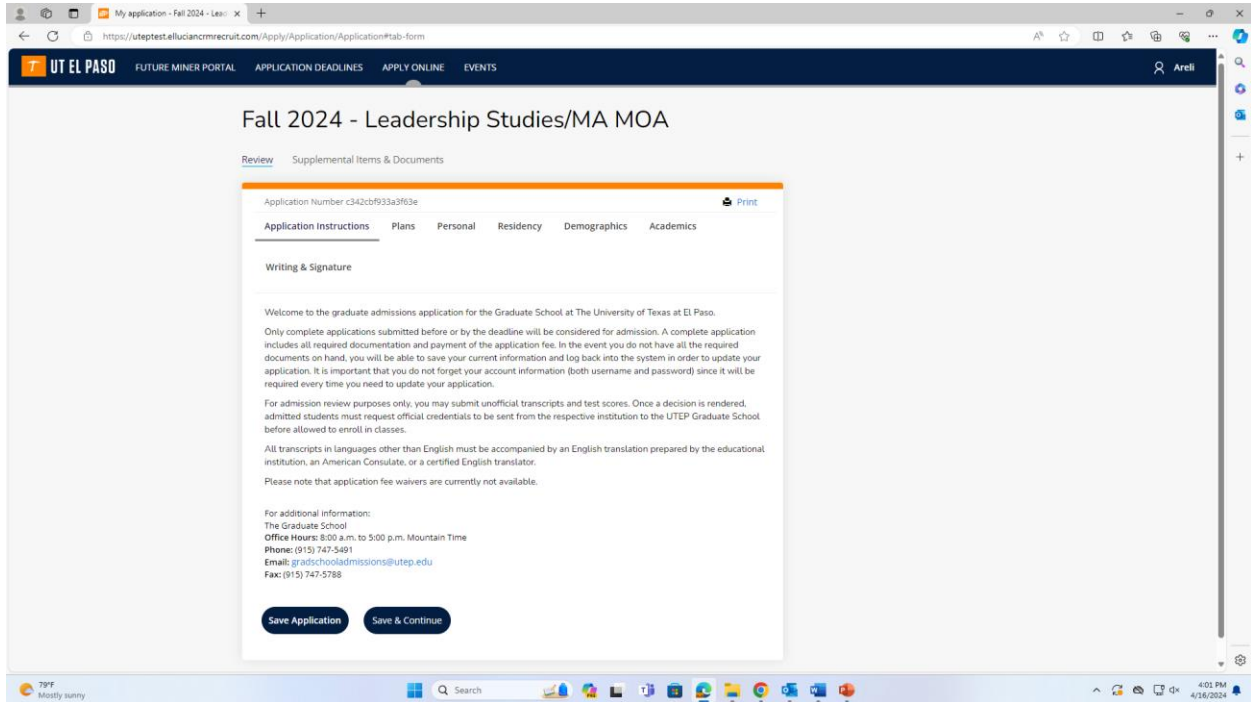 My application - Fall 2024 - Lead
https://uteptest.elluciancrmrecruit.com/Apply/Application/Application#tab-form
UT EL PASO
FUTURE MINER PORTAL
APPLICATION DEADLINES
APPLY ONLINE
EVENTS
Areli
Fall 2024 - Leadership Studies/MA MOA
Review
Supplemental Items & Documents
Application Number c342cbf933a3f63e
Print
Application Instructions
Plans
Personal
Residency
Demographics
Academics
Writing & Signature
Welcome to the graduate admissions application for the Graduate School at The University of Texas at El Paso.
Only complete applications submitted before or by the deadline will be considered for admission. A complete application
includes all required documentation and payment of the application fee. In the event you do not have all the required
documents on hand, you will be able to save your current information and log back into the system in order to update your
application. It is important that you do not forget your account information (both username and password) since it will be
required every time you need to update your application.
For admission review purposes only, you may submit unofficial transcripts and test scores. Once a decision is rendered,
admitted students must request official credentials to be sent from the respective institution to the UTEP Graduate School
before allowed to enroll in classes.
All transcripts in languages other than English must be accompanied by an English translation prepared by the educational
institution, an American Consulate, or a certified English translator.
Please note that application fee waivers are currently not available.
For additional information:
The Graduate School
Office Hours: 8:00 a.m. to 5:00 p.m. Mountain Time
Phone: (915) 747-5491
Email: gradschooladmissions@utep.edu
Fax: (915) 747-5788
Save Application
Save & Continue
79°F
Mostly sunny
Search
4:01 PM
4/16/2024